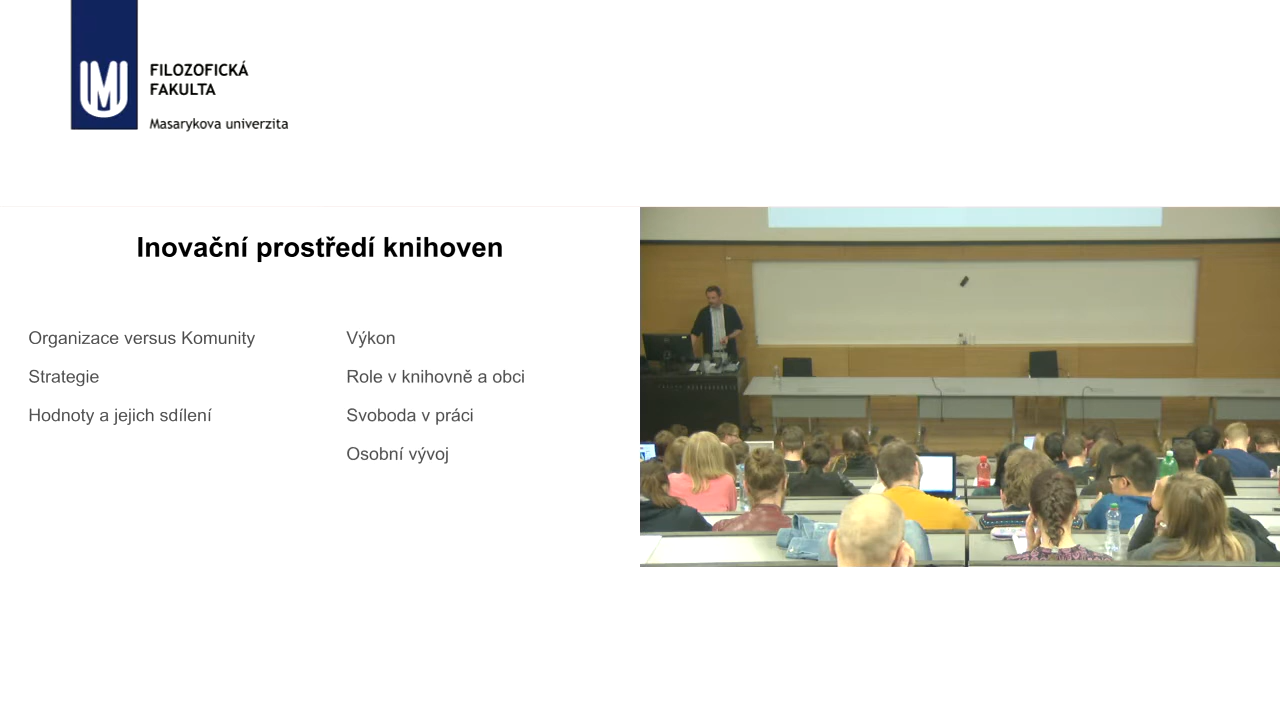 FILOZOFICKÁ
FAKULTA
Masarykova univerzita
Inovační prostředí knihoven
Organizace versus Komunity
Strategie
Hodnoty a jejich sdílení
Výkon
Role v knihovně a obci
Svoboda v práci
Osobní vývoj